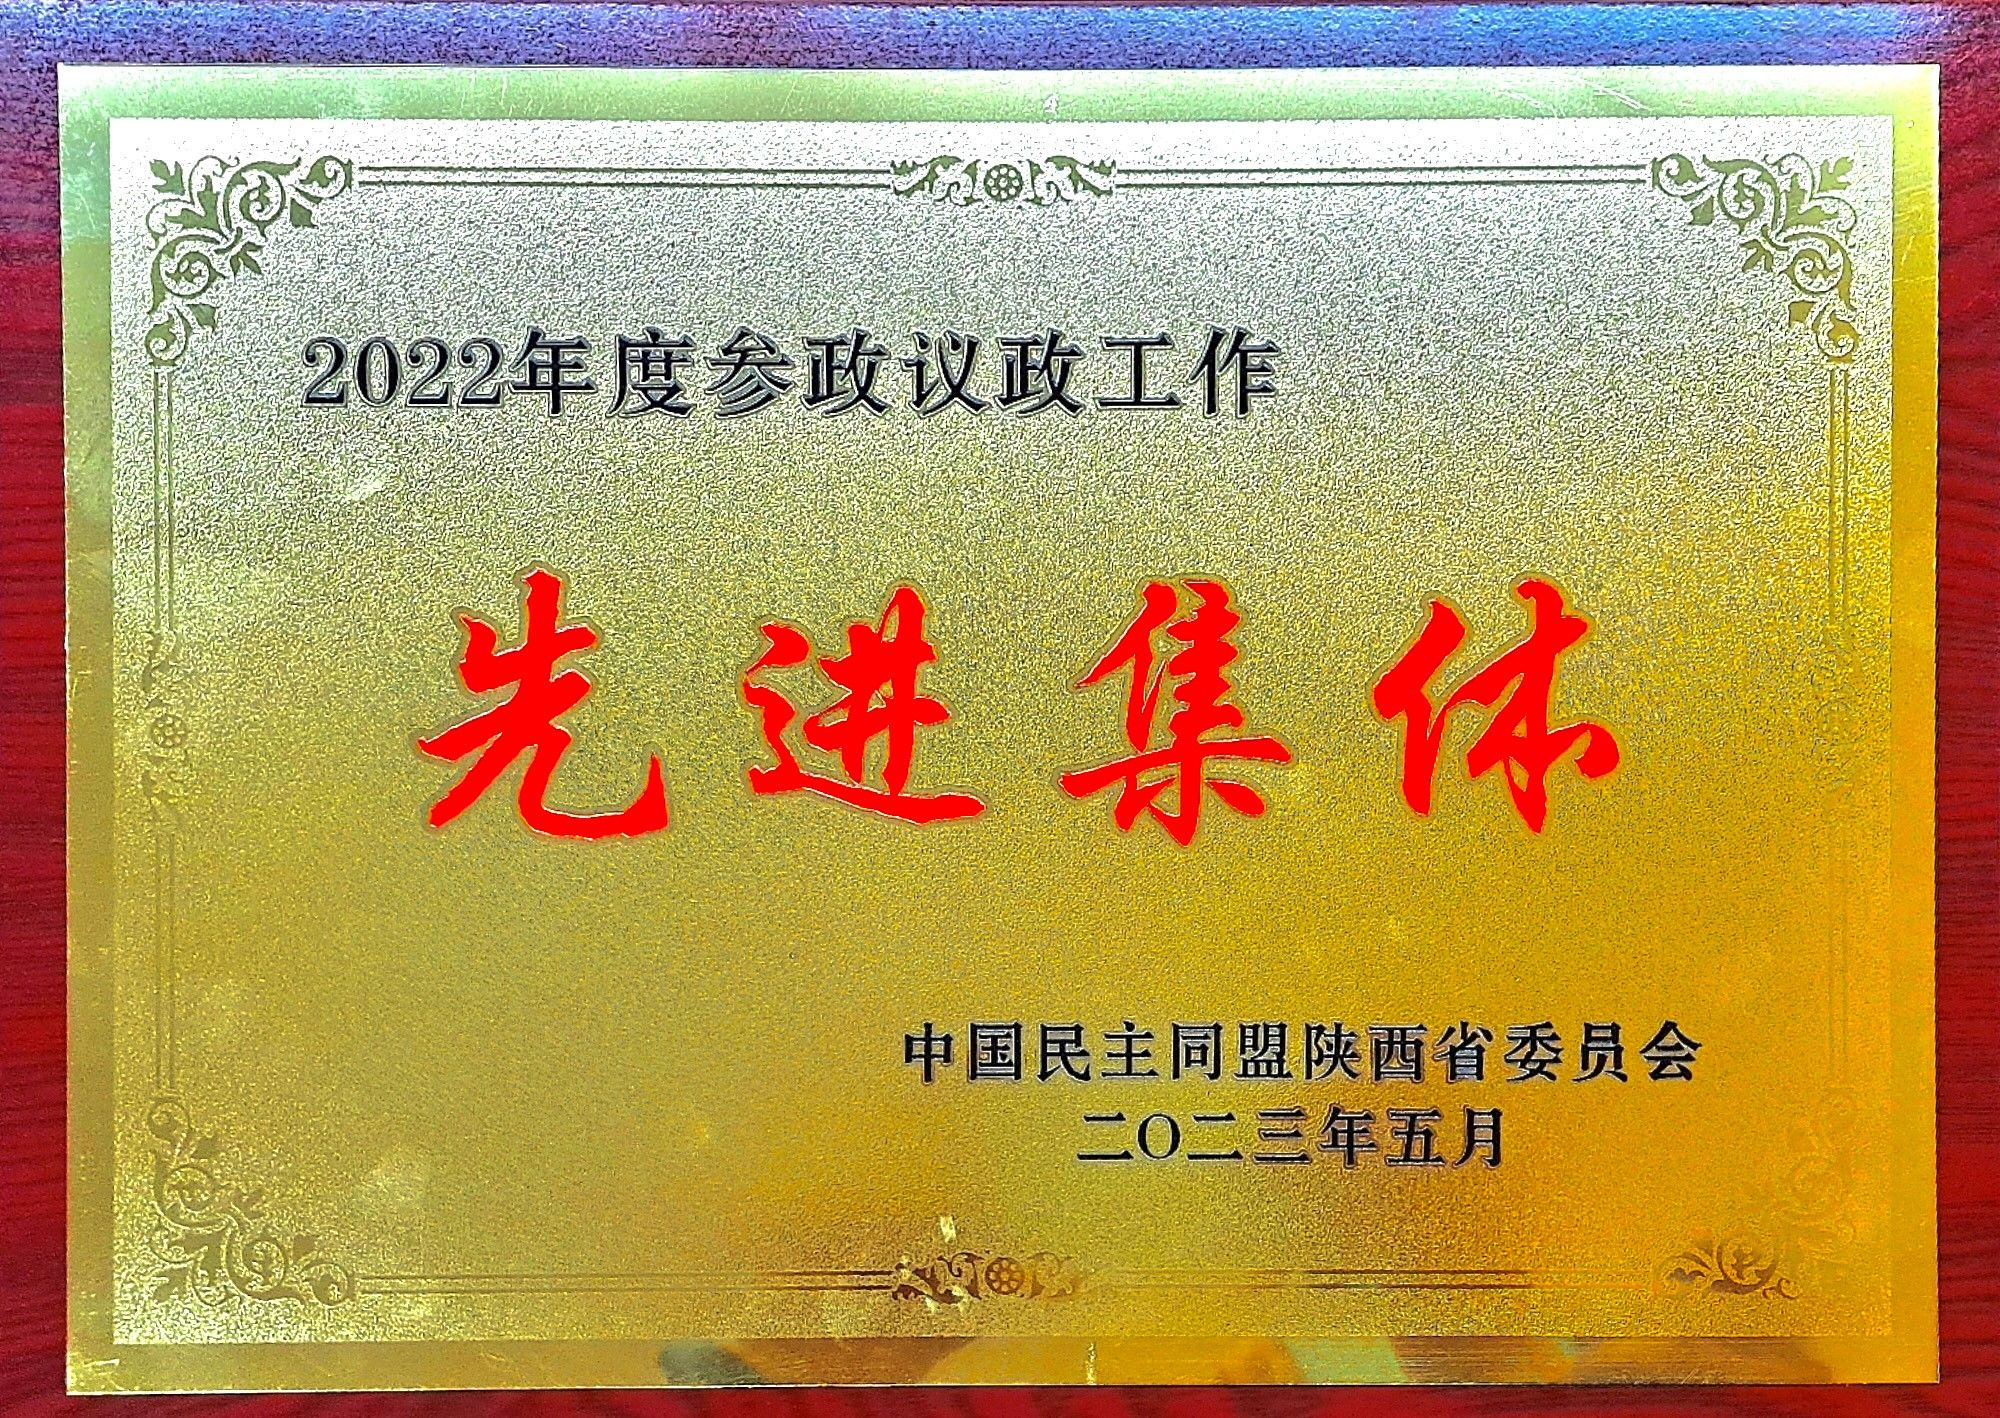 2022年度参政议政工作
先进集体
中国民主同盟陕西省委员会
二〇二三年五月